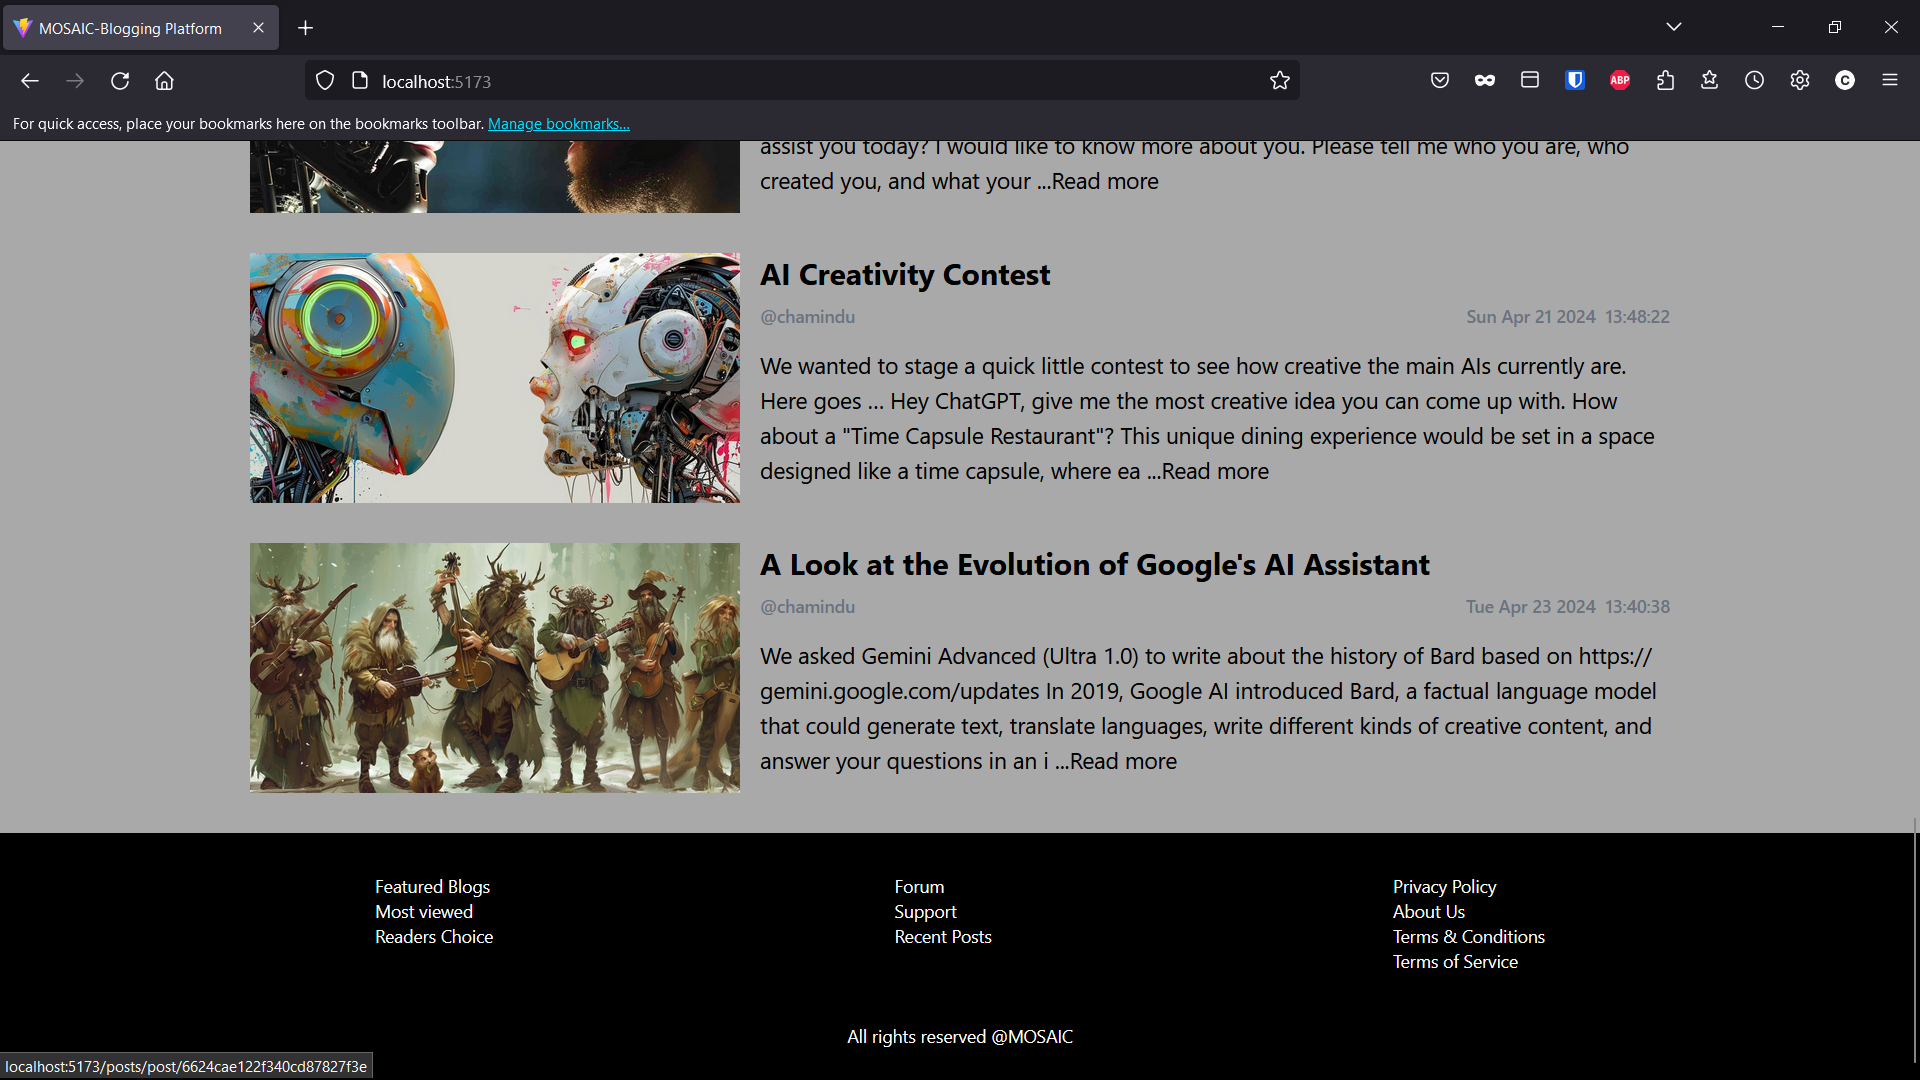 MOSAIC-Blogging Platform
localhost:5173
ABP
C
For quick access, place your bookmarks here on the bookmarks toolbar. Manage bookmarks...
assist you today? I would like to know more about you. Please tell me who you are, who
created you, and what your ...Read more
AI Creativity Contest
@chamindu
Sun Apr 21 2024 13:48:22
We wanted to stage a quick little contest to see how creative the main AIs currently are.
Here goes ... Hey ChatGPT, give me the most creative idea you can come up with. How
about a "Time Capsule Restaurant"? This unique dining experience would be set in a space
designed like a time capsule, where ea ...Read more
A Look at the Evolution of Google's AI Assistant
@chamindu
Tue Apr 23 2024 13:40:38
We asked Gemini Advanced (Ultra 1.0) to write about the history of Bard based on https://
gemini.google.com/updates In 2019, Google AI introduced Bard, a factual language model
that could generate text, translate languages, write different kinds of creative content, and
answer your questions in an i ...Read more
Featured Blogs
Most viewed
Readers Choice
Forum
Support
Recent Posts
Privacy Policy
About Us
Terms & Conditions
Terms of Service
All rights reserved @MOSAIC
localhost:5173/posts/post/6624cae122f340cd87827f3e